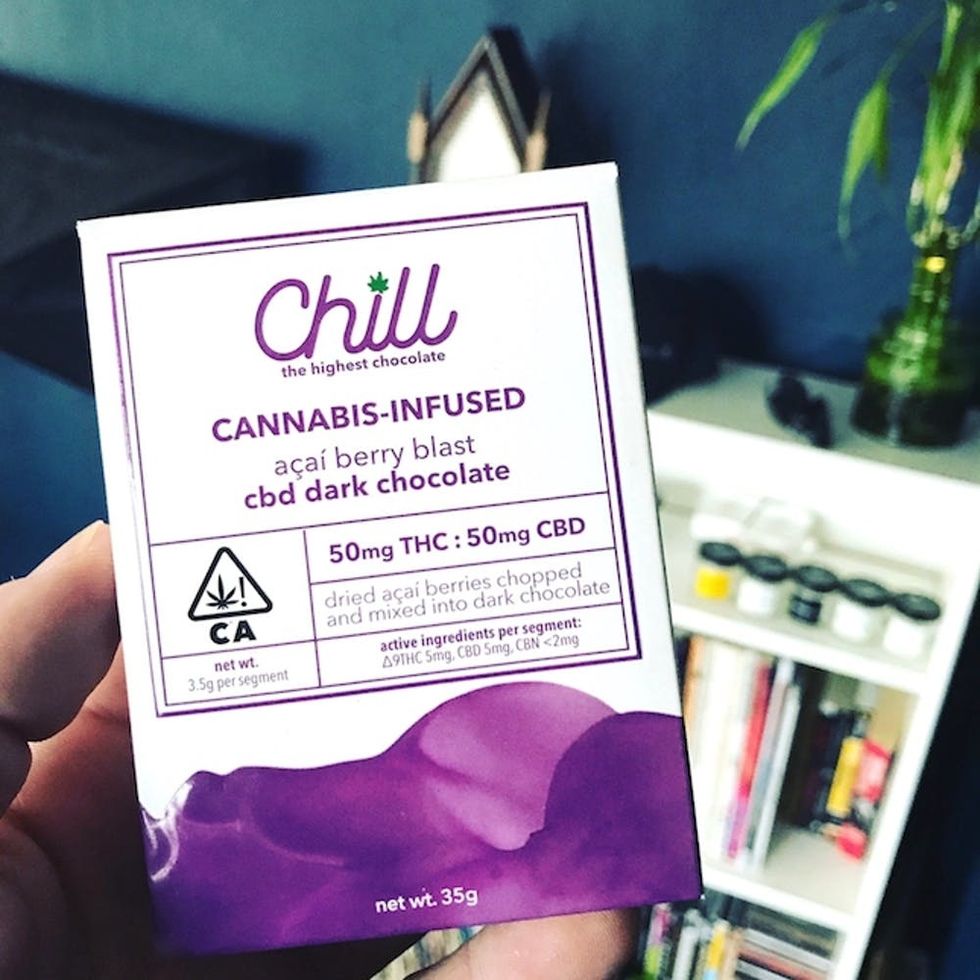 Chill
the highest chocolate
CANNABIS-INFUSED
açaí berry blast
cbd dark chocolate
50mg THC : 50mg CBD
dried açaí berries chopped
and mixed into dark chocolate
CA
net wt.
3.5g per segment
active ingredients per segment:
Δ9THC 5mg, CBD 5mg, CBN <2mg
net wt. 35g